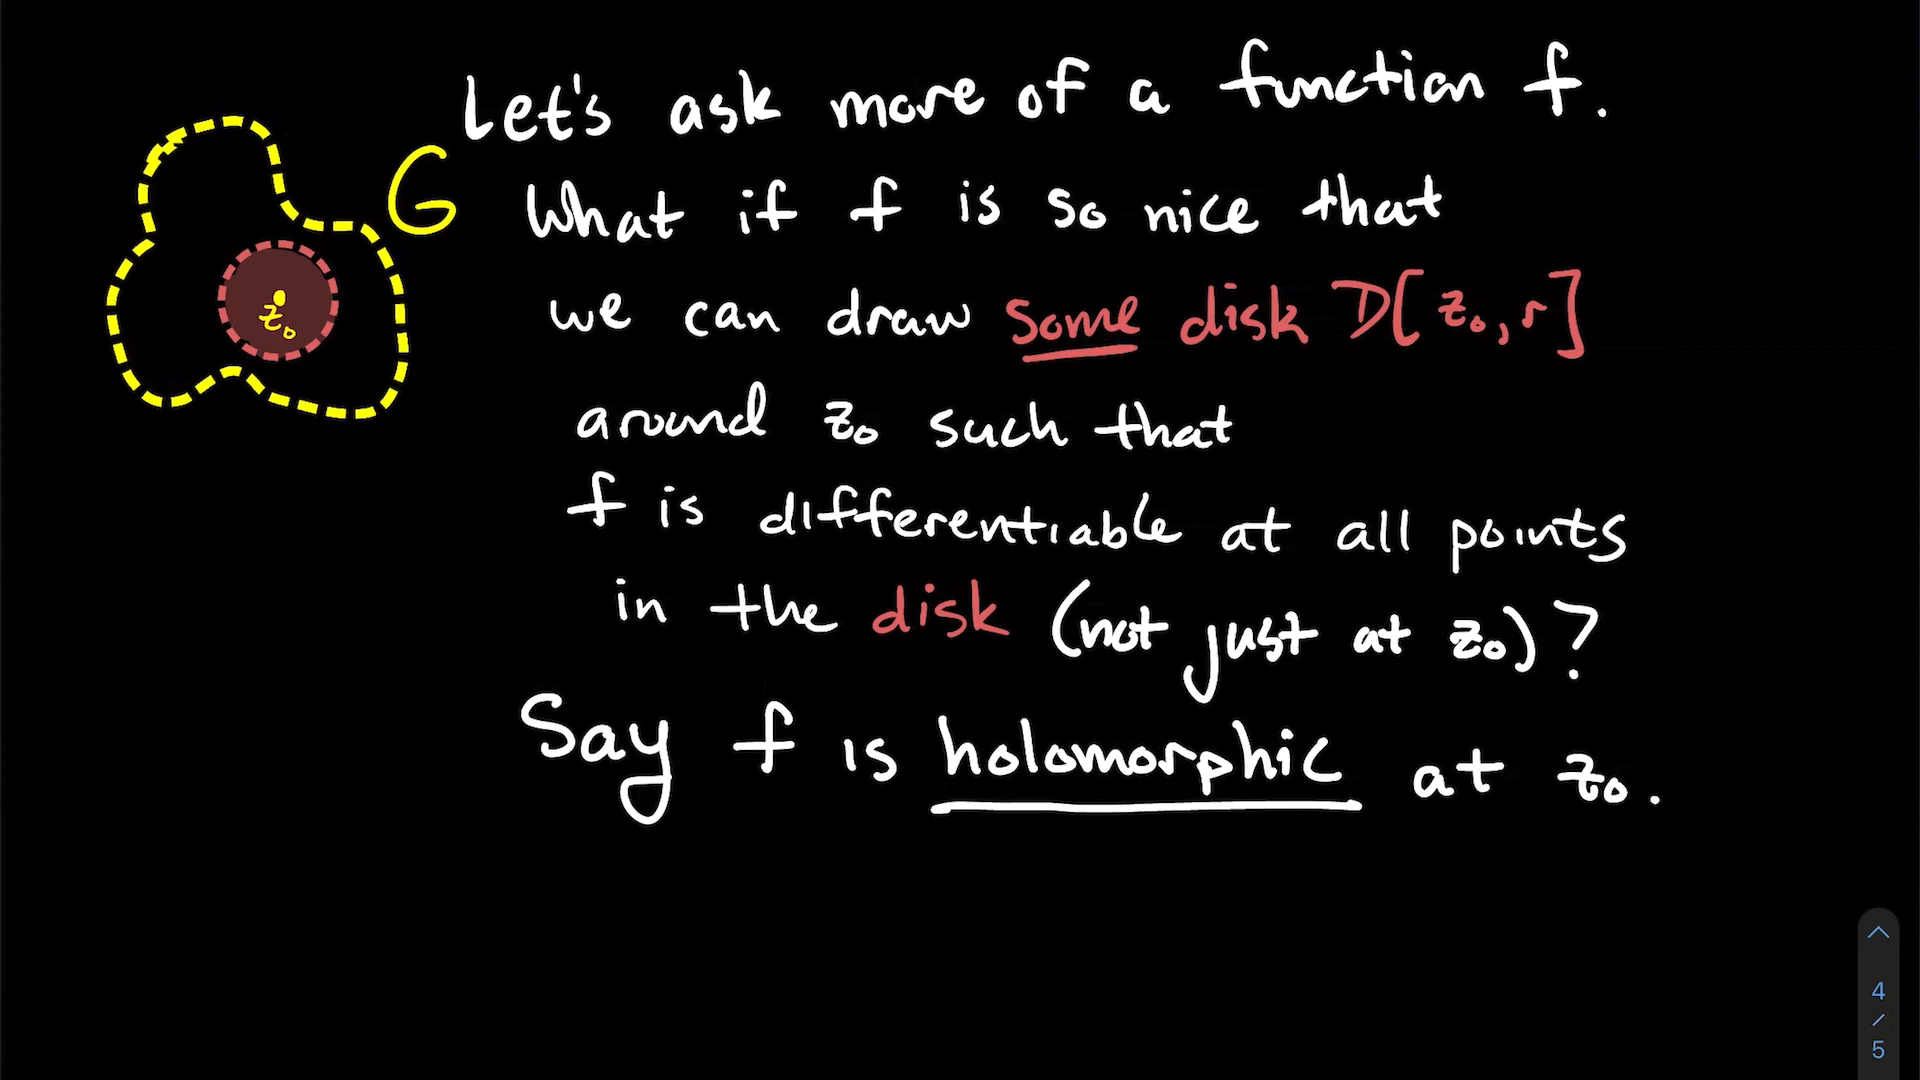 Let's ask more of a function f.
G
What if f is so nice that
we can draw some disk D[z₀, r]
z₀
around z₀ such that
f is differentiable at all points
in the disk (not just at z₀)?
Say f is holomorphic at z₀.
4
/
5